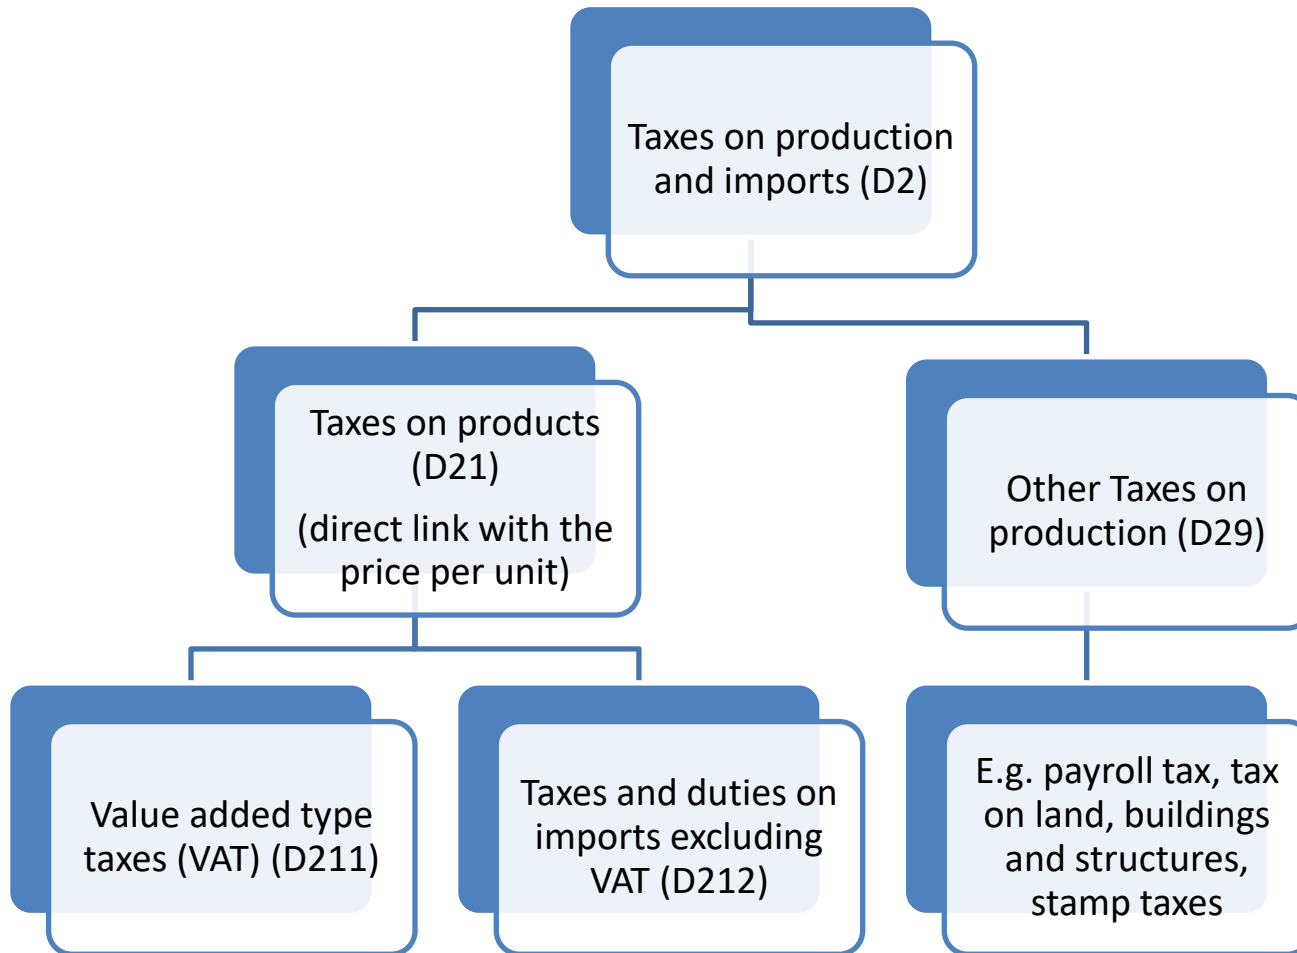 Taxes on production
and imports (D2)
Taxes on products
(D21)
(direct link with the
price per unit)
Other Taxes on
production (D29)
Value added type
taxes (VAT) (D211)
Taxes and duties on
imports excluding
VAT (D212)
E.g. payroll tax, tax
on land, buildings
and structures,
stamp taxes